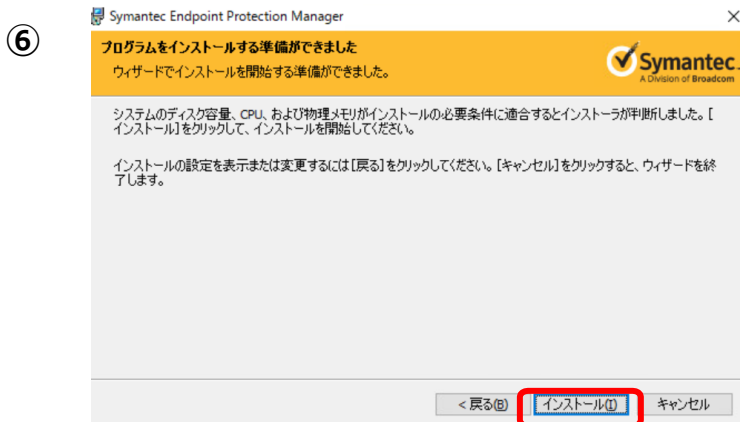 ⑥
Symantec Endpoint Protection Manager
プログラムをインストールする準備ができました
ウィザードでインストールを開始する準備ができました。
Symantec.
A Division of Broadcom
システムのディスク容量、CPU、および物理メモリがインストールの必要条件に適合するとインストーラが判断しました。[
インストール]をクリックして、インストールを開始してください。
インストールの設定を表示または変更するには[戻る]をクリックしてください。[キャンセル]をクリックすると、ウィザードを終
了します。
< 戻る(B)
インストール(I)
キャンセル